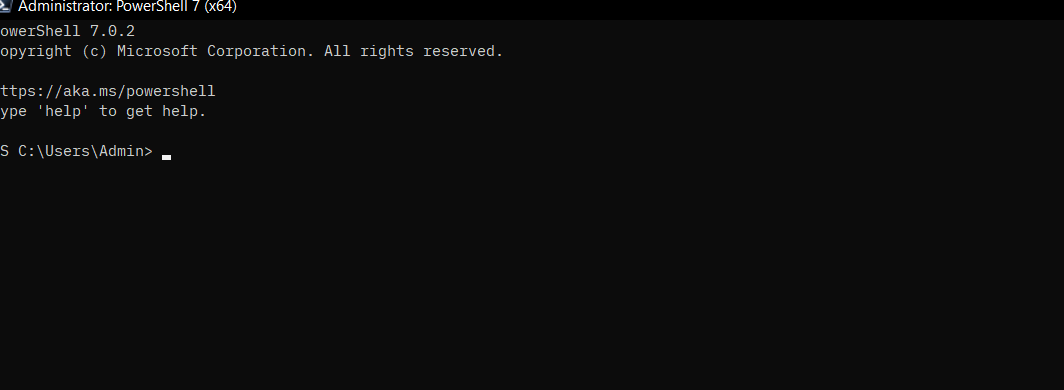 Administrator: PowerShell 7 (x64)
owerShell 7.0.2
opyright (c) Microsoft Corporation. All rights reserved.
ttps://aka.ms/powershell
ype 'help' to get help.
S C:\Users\Admin>